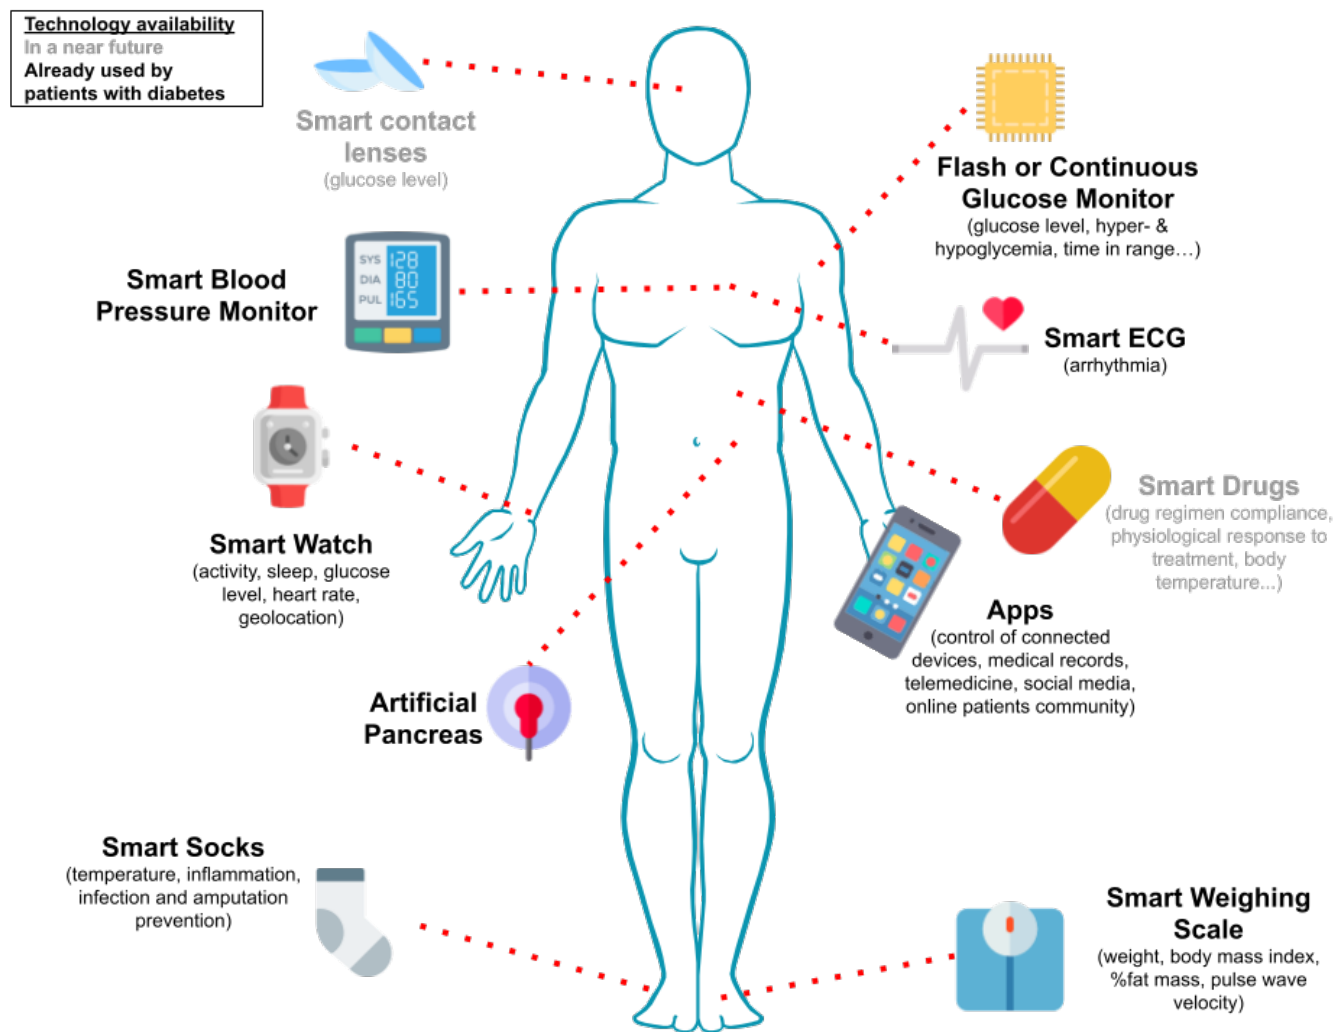 Technology availability
In a near future
Already used by
patients with diabetes
Smart contact
lenses
(glucose level)
Flash or Continuous
Glucose Monitor
(glucose level, hyper- &
hypoglycemia, time in range...)
SYS 128
DIA 80
PUL 165
Smart Blood
Pressure Monitor
Smart ECG
(arrhythmia)
Smart Watch
(activity, sleep, glucose
level, heart rate,
geolocation)
Smart Drugs
(drug regimen compliance,
physiological response to
treatment, body
temperature...)
Apps
(control of connected
devices, medical records,
telemedicine, social media,
online patients community)
Artificial
Pancreas
Smart Socks
(temperature, inflammation,
infection and amputation
prevention)
Smart Weighing
Scale
(weight, body mass index,
%fat mass, pulse wave
velocity)